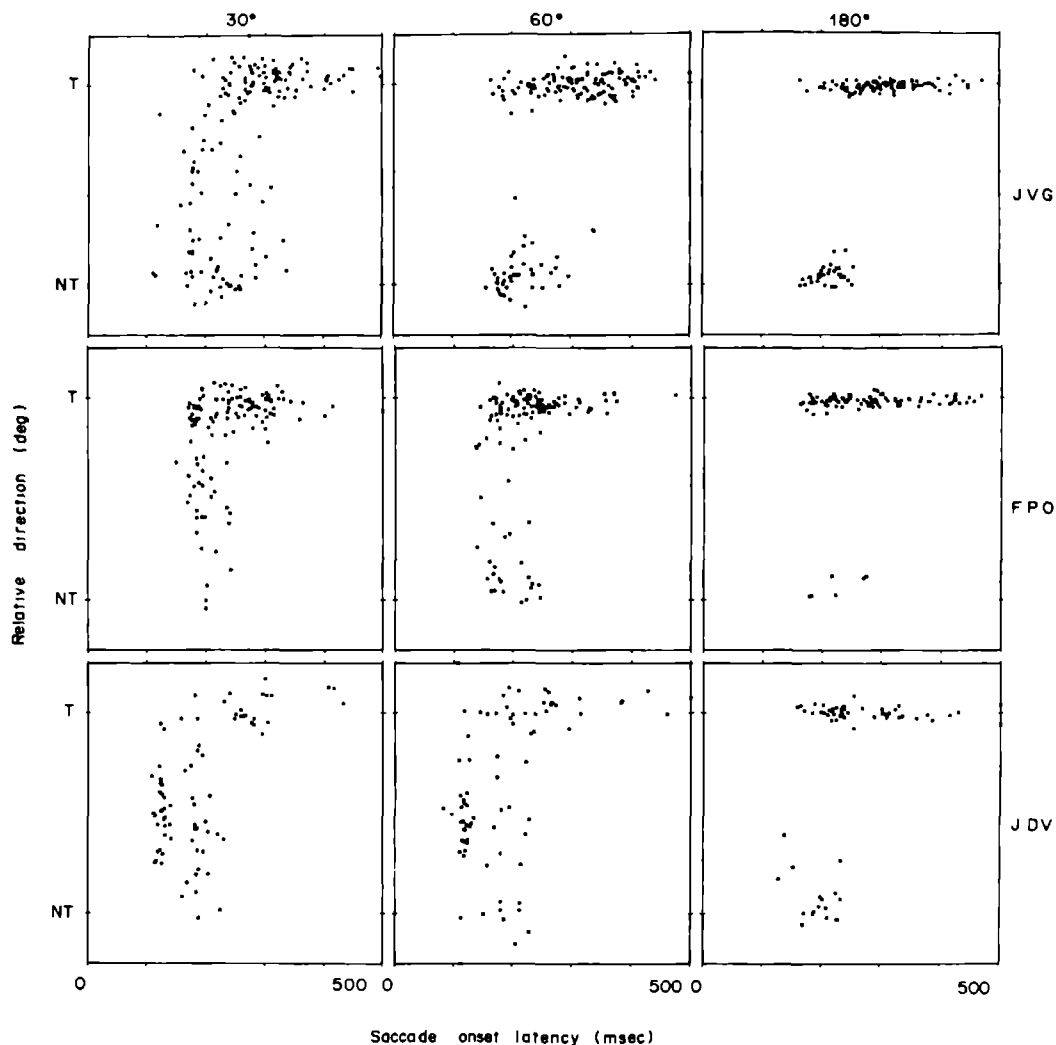 30° 60° 180°
T
NT
JVG
T
NT
FPO
T
NT
JDV
Relative direction (deg)
0 500 0 500 0 500
Saccade onset latency (msec)